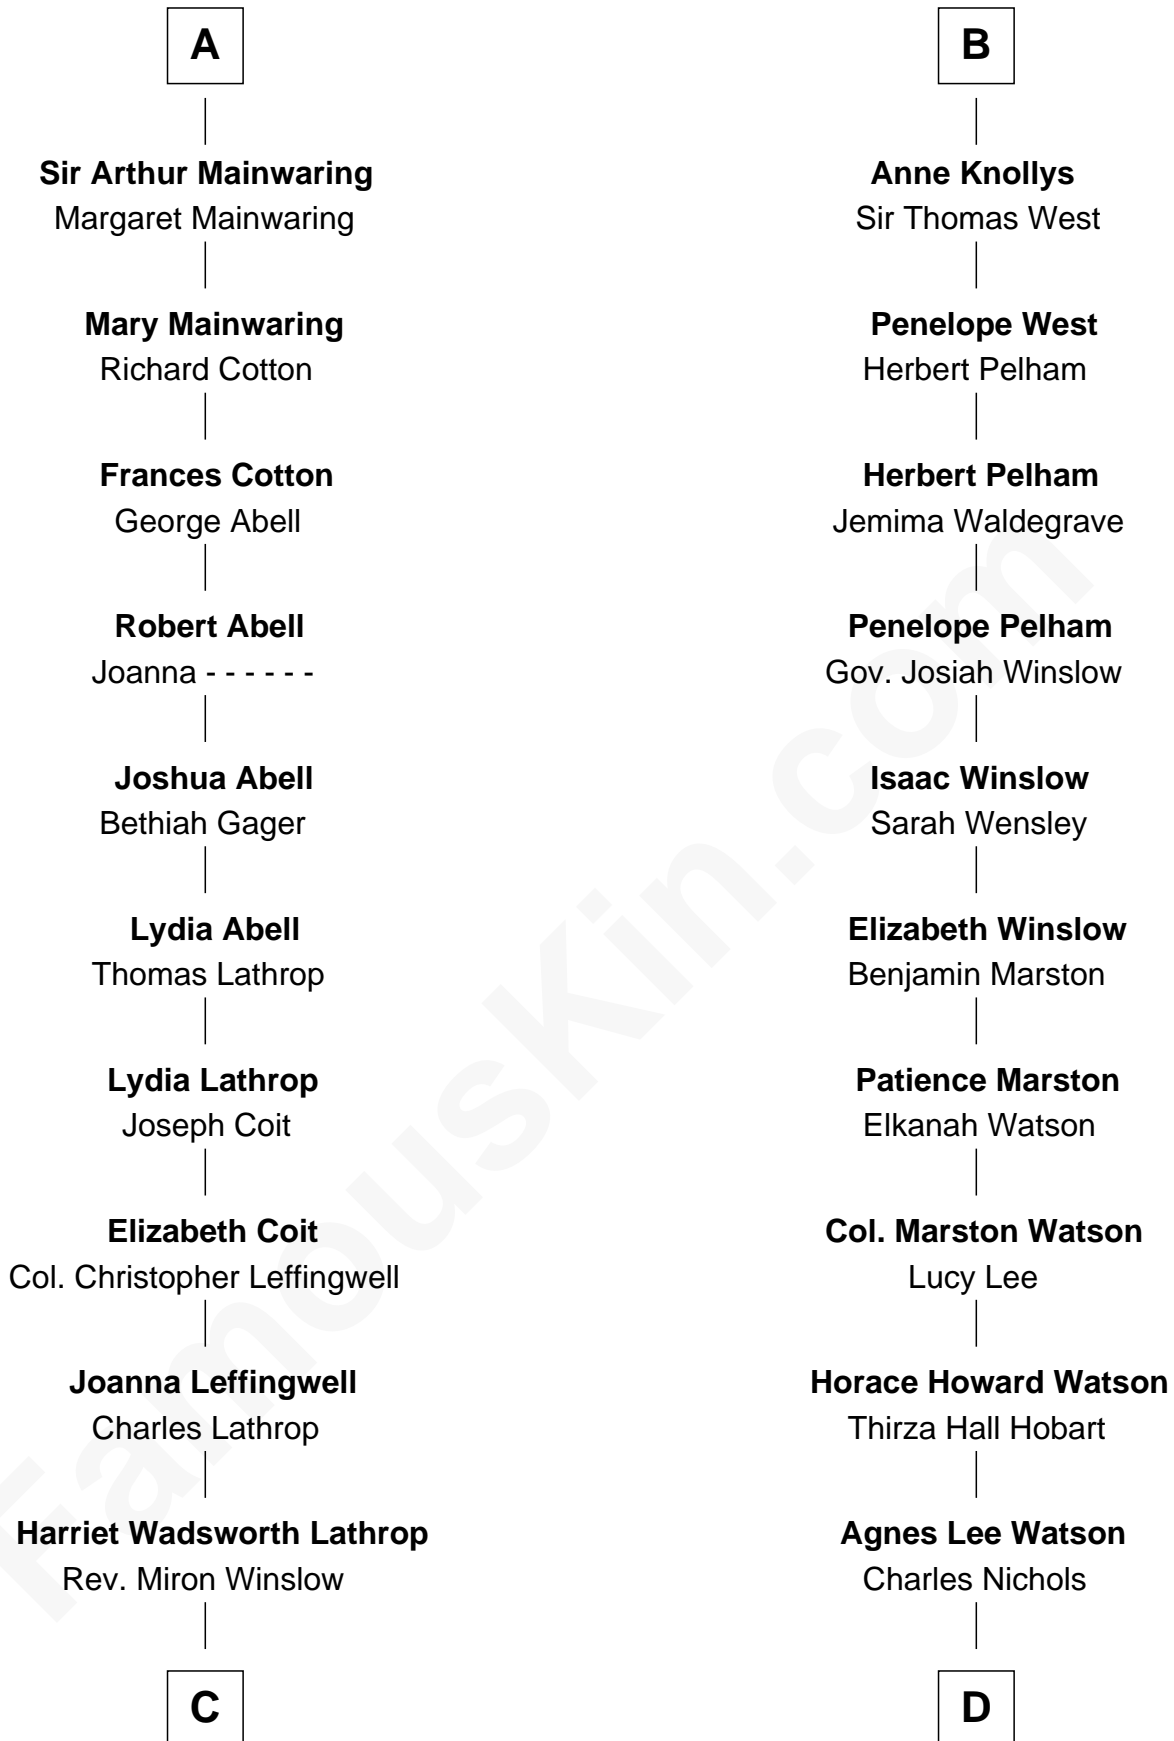 A
Sir Arthur Mainwaring
Margaret Mainwaring
Mary Mainwaring
Richard Cotton
Frances Cotton
George Abell
Robert Abell
Joanna - - - - - -
Joshua Abell
Bethiah Gager
Lydia Abell
Thomas Lathrop
Lydia Lathrop
Joseph Coit
Elizabeth Coit
Col. Christopher Leffingwell
Joanna Leffingwell
Charles Lathrop
Harriet Wadsworth Lathrop
Rev. Miron Winslow
C
B
Anne Knollys
Sir Thomas West
Penelope West
Herbert Pelham
Herbert Pelham
Jemima Waldegrave
Penelope Pelham
Gov. Josiah Winslow
Isaac Winslow
Sarah Wensley
Elizabeth Winslow
Benjamin Marston
Patience Marston
Elkanah Watson
Col. Marston Watson
Lucy Lee
Horace Howard Watson
Thirza Hall Hobart
Agnes Lee Watson
Charles Nichols
D
FamousKin.com